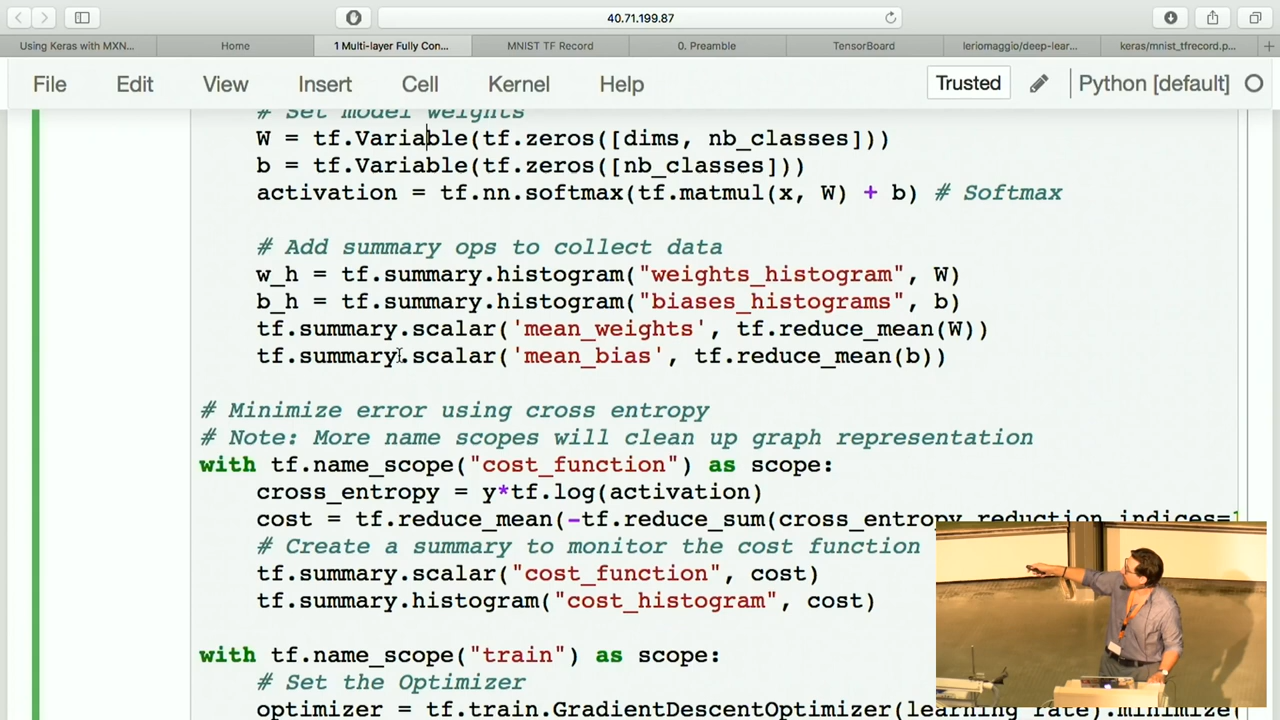 40.71.199.87
Using Keras with MXN... Home 1 Multi-layer Fully Con... MNIST TF Record 0. Preamble TensorBoard leriomaggio/deep-lear... keras/mnist_tfrecord.p... +
File Edit View Insert Cell Kernel Help Trusted Python [default]
# Set model weights
W = tf.Variable(tf.zeros([dims, nb_classes]))
b = tf.Variable(tf.zeros([nb_classes]))
activation = tf.nn.softmax(tf.matmul(x, W) + b) # Softmax
# Add summary ops to collect data
w_h = tf.summary.histogram("weights_histogram", W)
b_h = tf.summary.histogram("biases_histograms", b)
tf.summary.scalar('mean_weights', tf.reduce_mean(W))
tf.summary.scalar('mean_bias', tf.reduce_mean(b))
# Minimize error using cross entropy
# Note: More name scopes will clean up graph representation
with tf.name_scope("cost_function") as scope:
cross_entropy = y*tf.log(activation)
cost = tf.reduce_mean(-tf.reduce_sum(cross_entropy,reduction_indices=1
# Create a summary to monitor the cost function
tf.summary.scalar("cost_function", cost)
tf.summary.histogram("cost_histogram", cost)
with tf.name_scope("train") as scope:
# Set the Optimizer
optimizer = tf.train.GradientDescentOptimizer(learning_rate).minimize(